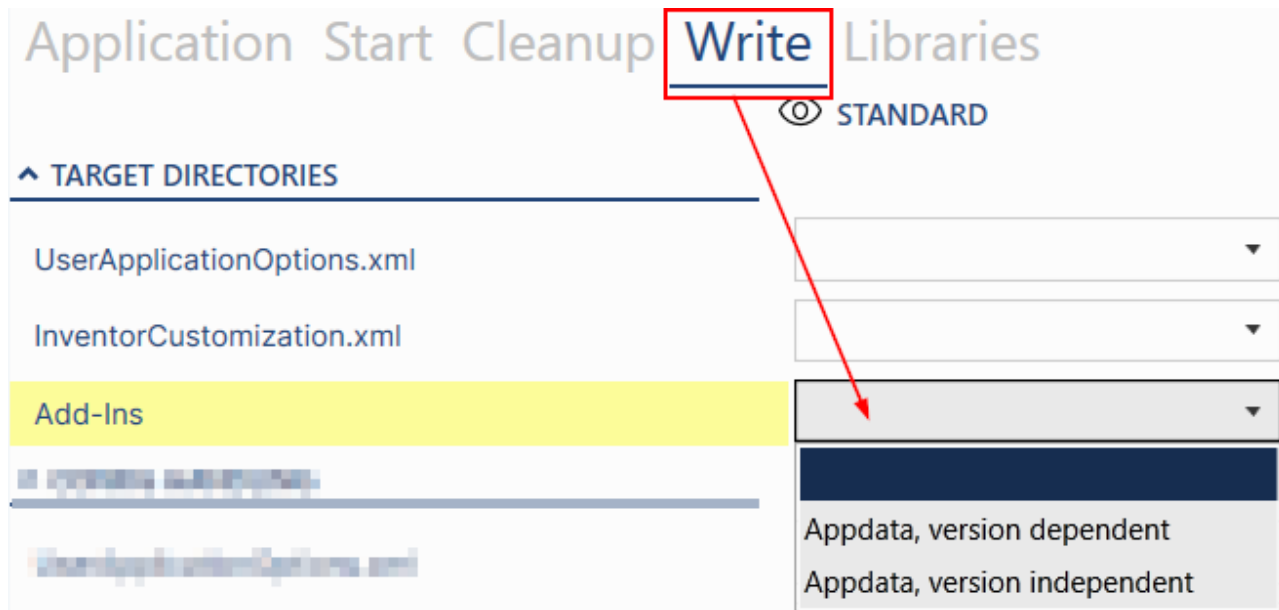 Application Start Cleanup Write Libraries
STANDARD
TARGET DIRECTORIES
UserApplicationOptions.xml
InventorCustomization.xml
Add-Ins
Appdata, version dependent
Appdata, version independent